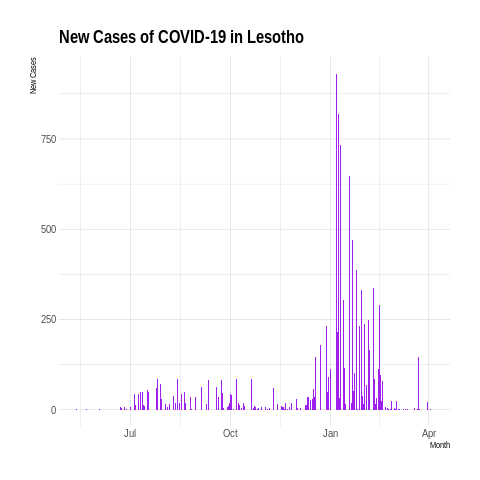 New Cases of COVID-19 in Lesotho
New Cases
750
500
250
0
Jul Oct Jan Apr
Month